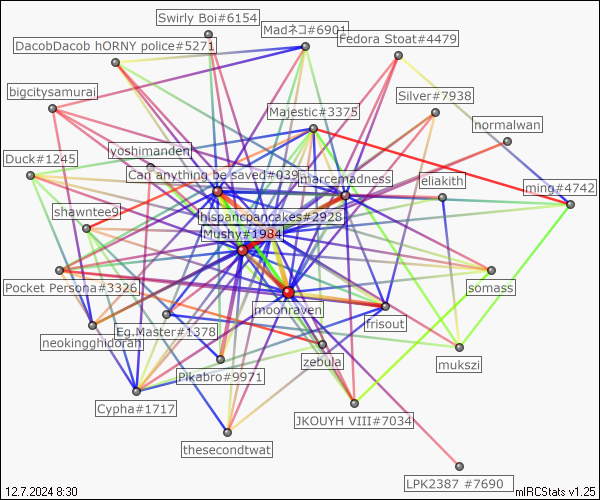 Swirly Boi#6154
Madネコ#6901
Fedora Stoat#4479
DacobDacob hORNY police#5271
bigcitysamurai
Silver#7938
Majestic#3375
normalwan
Duck#1245
yoshimanden
Can anything be saved#039
marcemadness
eliakith
ming#4742
shawntee9
hispancpancakes#2928
Mushy#1984
Pocket Persona#3326
somass
moonraven
frisout
Eg.Master#1378
neokingghidorah
zebula
mukszi
Pikabro#9971
Cypha#1717
JKOUYH VIII#7034
thesecondtwat
LPK2387 #7690
12.7.2024 8:30
mIRCStats v1.25